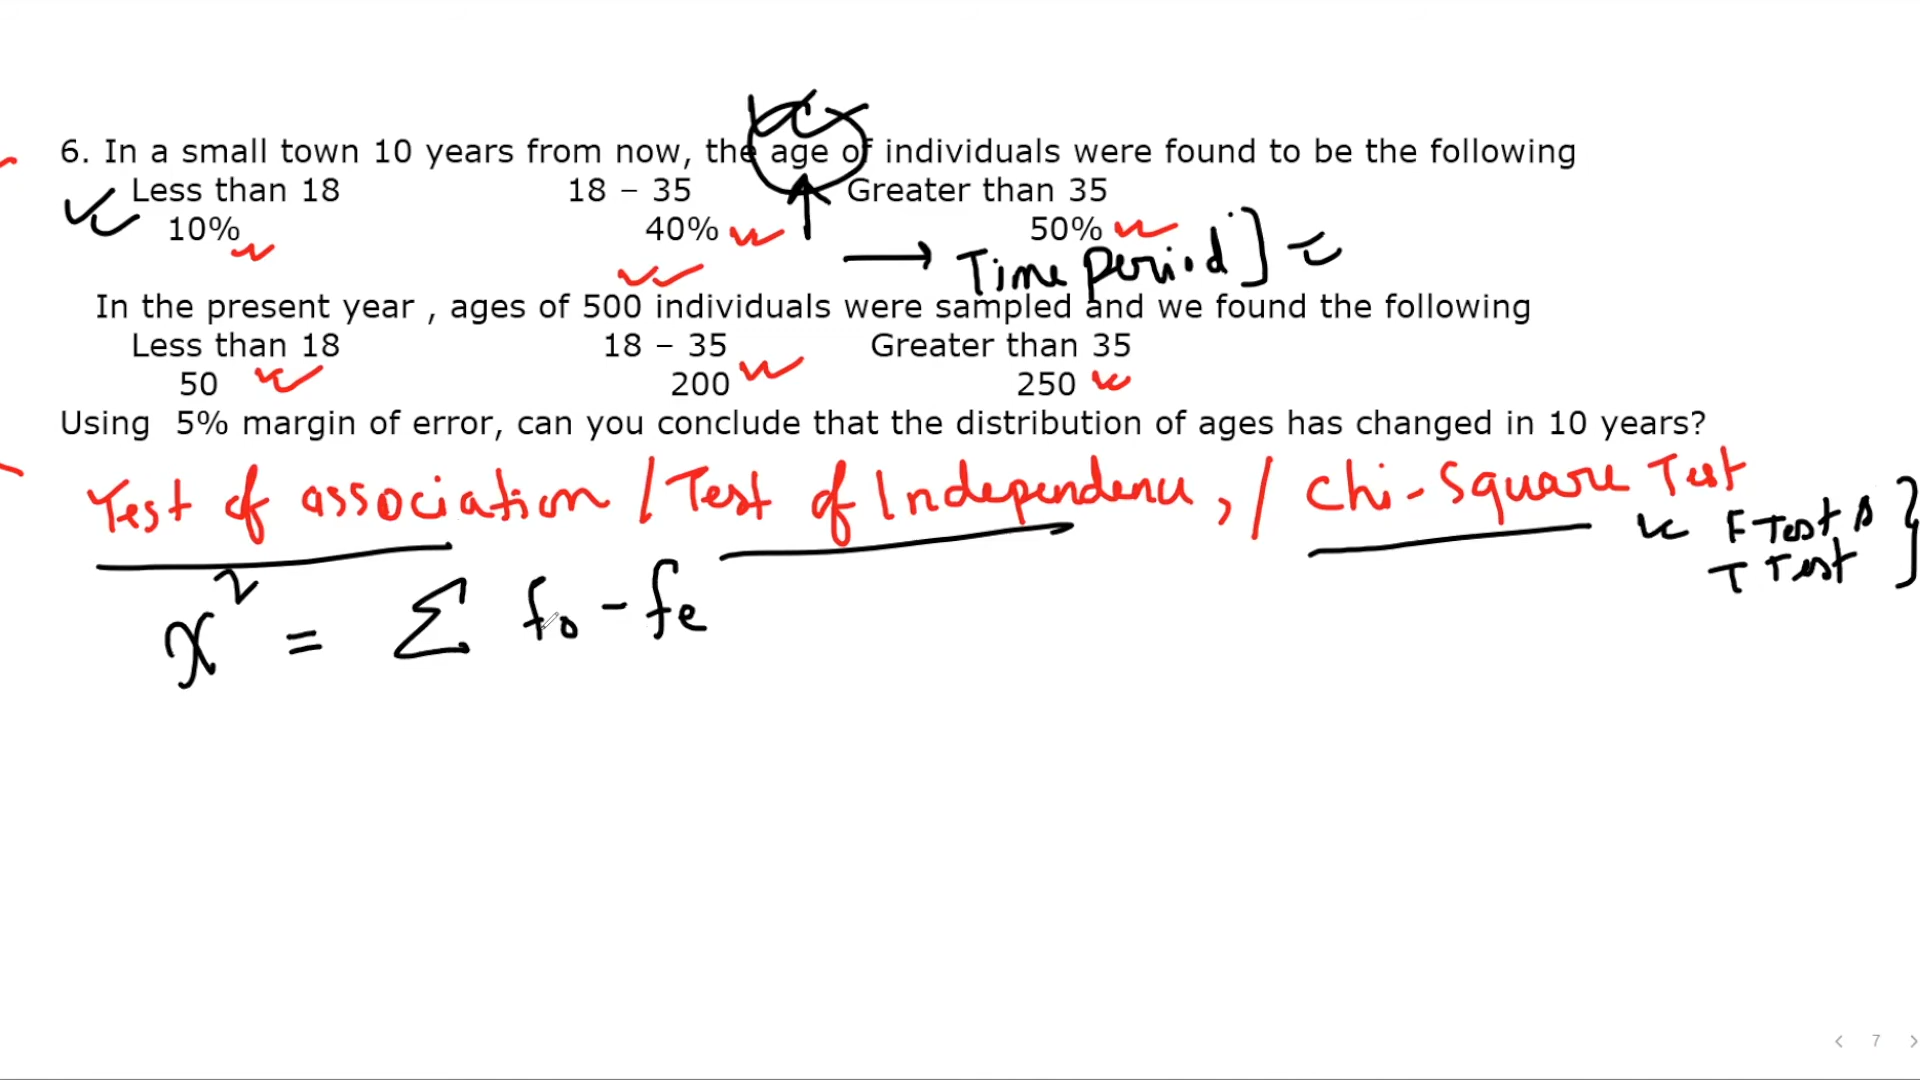 6. In a small town 10 years from now, the age of individuals were found to be the following
Less than 18 18 – 35 Greater than 35
10% 40% 50%
→ Time period ]
In the present year , ages of 500 individuals were sampled and we found the following
Less than 18 18 – 35 Greater than 35
50 200 250
Using 5% margin of error, can you conclude that the distribution of ages has changed in 10 years?
Test of association / Test of Independence, / Chi-Square Test
F Test
T Test }
x² = Σ fo - fe
7